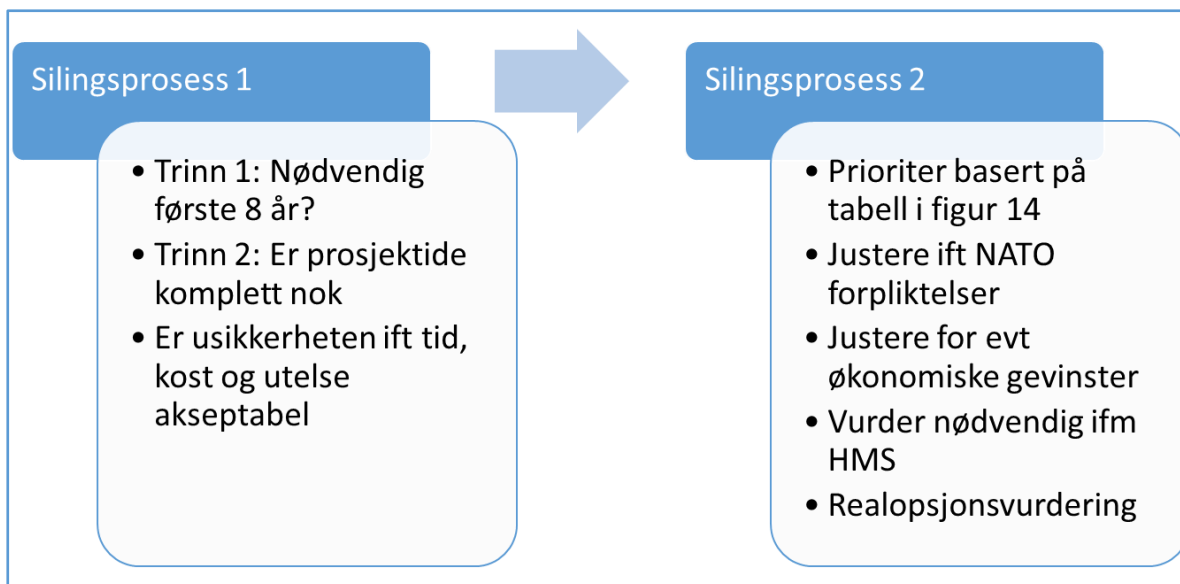 Silingsprosess 1
• Trinn 1: Nødvendig
første 8 år?
• Trinn 2: Er prosjektide
komplett nok
• Er usikkerheten ift tid,
kost og utelse
akseptabel
Silingsprosess 2
• Prioriter basert på
tabell i figur 14
• Justere ift NATO
forpliktelser
• Justere for evt
økonomiske gevinster
• Vurder nødvendig ifm
HMS
• Realopsjonsvurdering